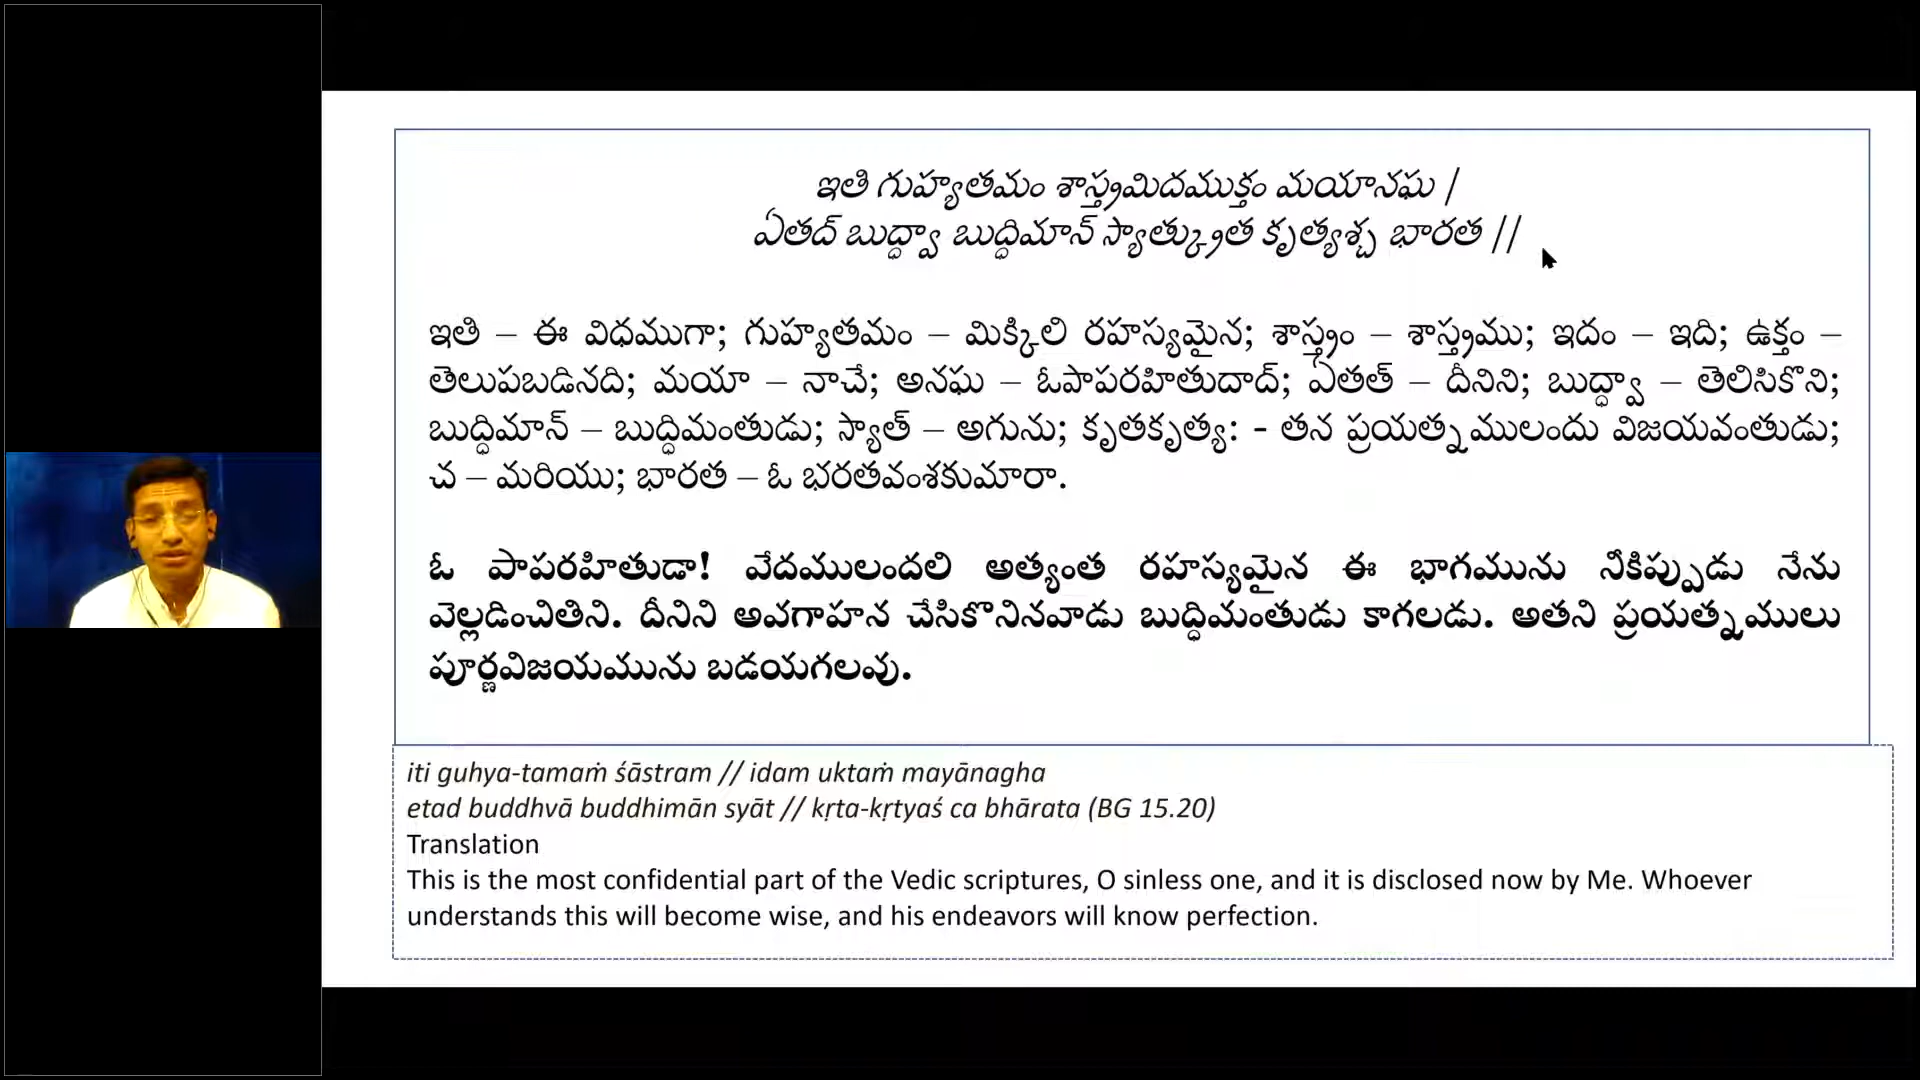 ఇతి గుహ్యతమం శాస్త్రమిదముక్తం మయానఘ |
ఏతద్ బుద్ధ్వా బుద్ధిమాన్ స్యాత్క్రుత కృత్యశ్చ భారత //
ఇతి – ఈ విధముగా; గుహ్యతమం – మిక్కిలి రహస్యమైన; శాస్త్రం – శాస్త్రము; ఇదం – ఇది; ఉక్తం –
తెలుపబడినది; మయా – నాచే; అనఘ – ఓపాపరహితుదాద్; ఏతత్ – దీనిని; బుద్ధ్వా – తెలిసికొని;
బుద్ధిమాన్ – బుద్ధిమంతుడు; స్యాత్ – అగును; కృతకృత్య: - తన ప్రయత్నములందు విజయవంతుడు;
చ – మరియు; భారత – ఓ భరతవంశకుమారా.
ఓ పాపరహితుడా! వేదములందలి అత్యంత రహస్యమైన ఈ భాగమును నీకిప్పుడు నేను
వెల్లడించితిని. దీనిని అవగాహన చేసికొనినవాడు బుద్ధిమంతుడు కాగలడు. అతని ప్రయత్నములు
పూర్ణవిజయమును బడయగలవు.
iti guhya-tamaṁ śāstram // idam uktaṁ mayānagha
etad buddhvā buddhimān syāt // kṛta-kṛtyaś ca bhārata (BG 15.20)
Translation
This is the most confidential part of the Vedic scriptures, O sinless one, and it is disclosed now by Me. Whoever
understands this will become wise, and his endeavors will know perfection.